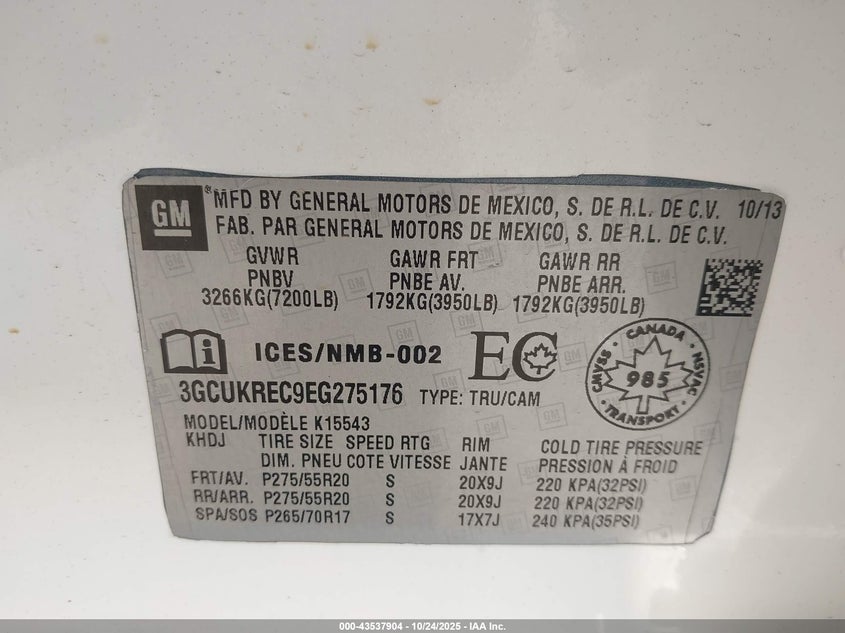 GM ® MFD BY GENERAL MOTORS DE MEXICO, S. DE R.L. DE C.V. 10/13
FAB. PAR GENERAL MOTORS DE MEXICO, S. DE R.L. DE C.V.
GVWR GAWR FRT GAWR RR
PNBV PNBE AV. PNBE ARR.
3266KG(7200LB) 1792KG(3950LB) 1792KG(3950LB)
i ICES/NMB-002 EC
CANADA
CMVSS 985 NSVAC
TRANSPORT
3GCUKREC9EG275176 TYPE: TRU/CAM
MODEL/MODÈLE K15543
KHDJ TIRE SIZE SPEED RTG RIM COLD TIRE PRESSURE
DIM. PNEU COTE VITESSE JANTE PRESSION À FROID
FRT/AV. P275/55R20 S 20X9J 220 KPA(32PSI)
RR/ARR. P275/55R20 S 20X9J 220 KPA(32PSI)
SPA/SOS P265/70R17 S 17X7J 240 KPA(35PSI)
000-43537904 - 10/24/2025 - IAA Inc.